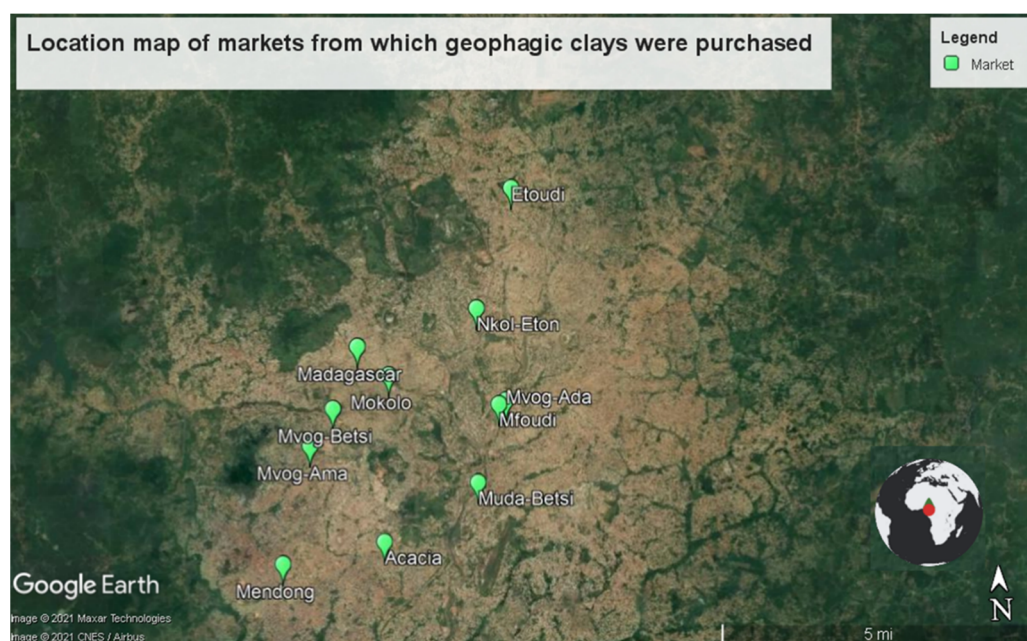 Location map of markets from which geophagic clays were purchased
Legend
Market
Etoudi
Nkol-Eton
Madagascar
Mokolo
Mvog-Ada
Mfoudi
Mvog-Betsi
Mvog-Ama
Muda-Betsi
Acacia
Mendong
Google Earth
Image © 2021 Maxar Technologies
Image © 2021 CNES / Airbus
N
5 mi